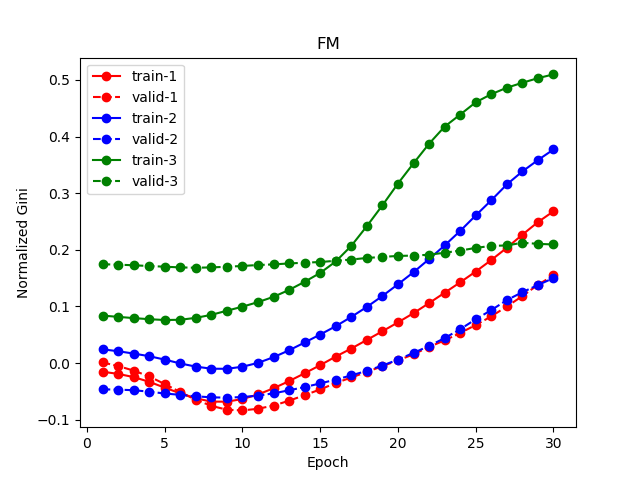 FM
train-1
valid-1
train-2
valid-2
train-3
valid-3
Normalized Gini
0.5
0.4
0.3
0.2
0.1
0.0
−0.1
0
5
10
15
20
25
30
Epoch